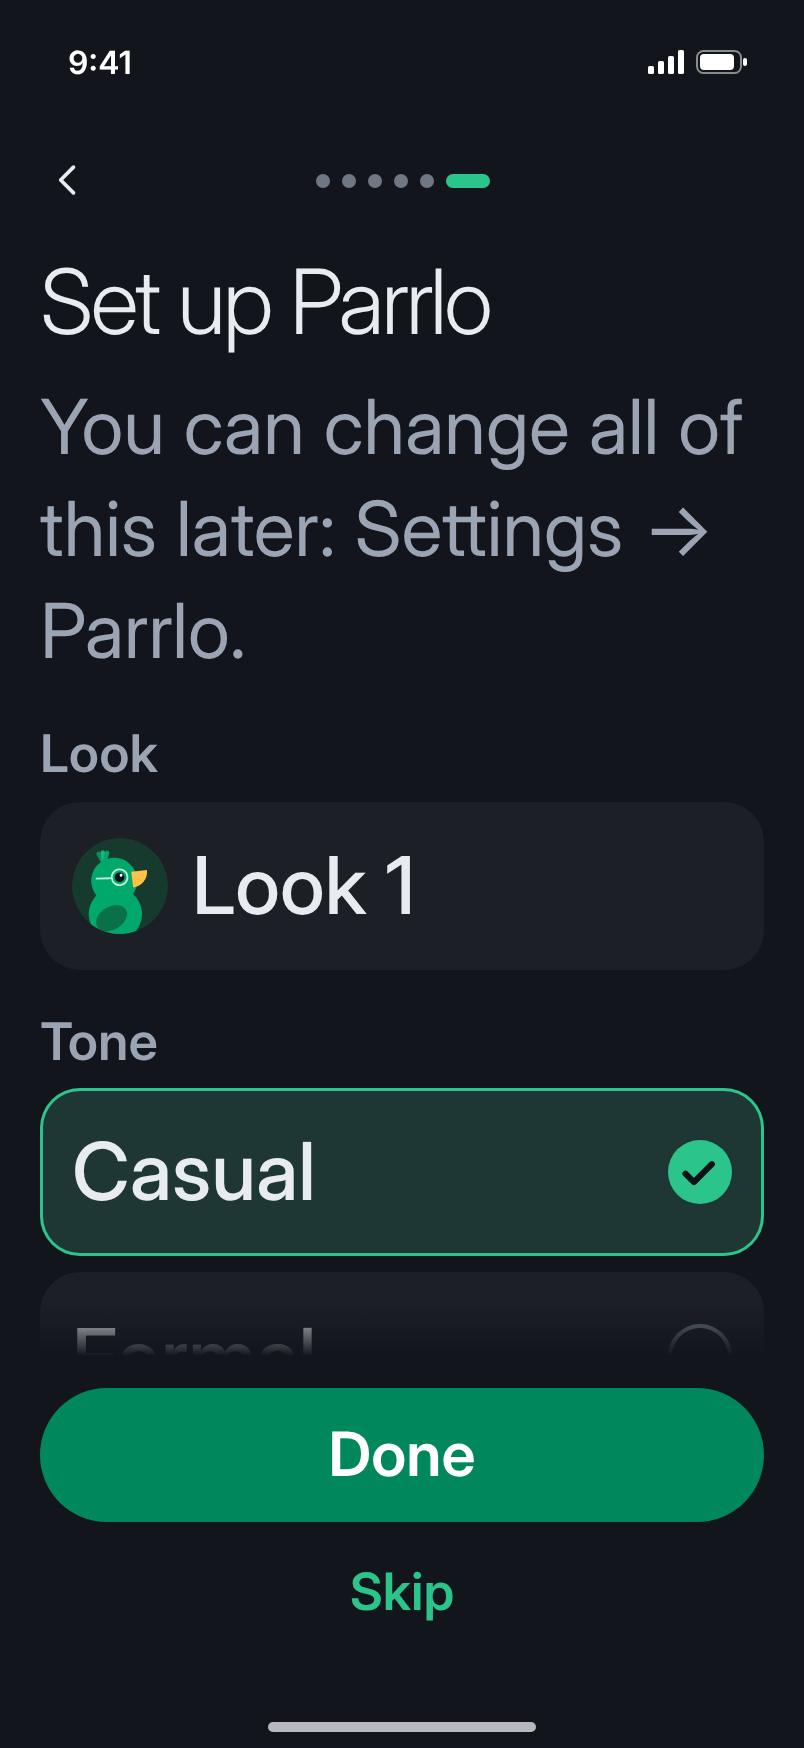 9:41
Set up Parrlo
You can change all of
this later: Settings →
Parrlo.
Look
Look 1
Tone
Casual
Formal
Done
Skip